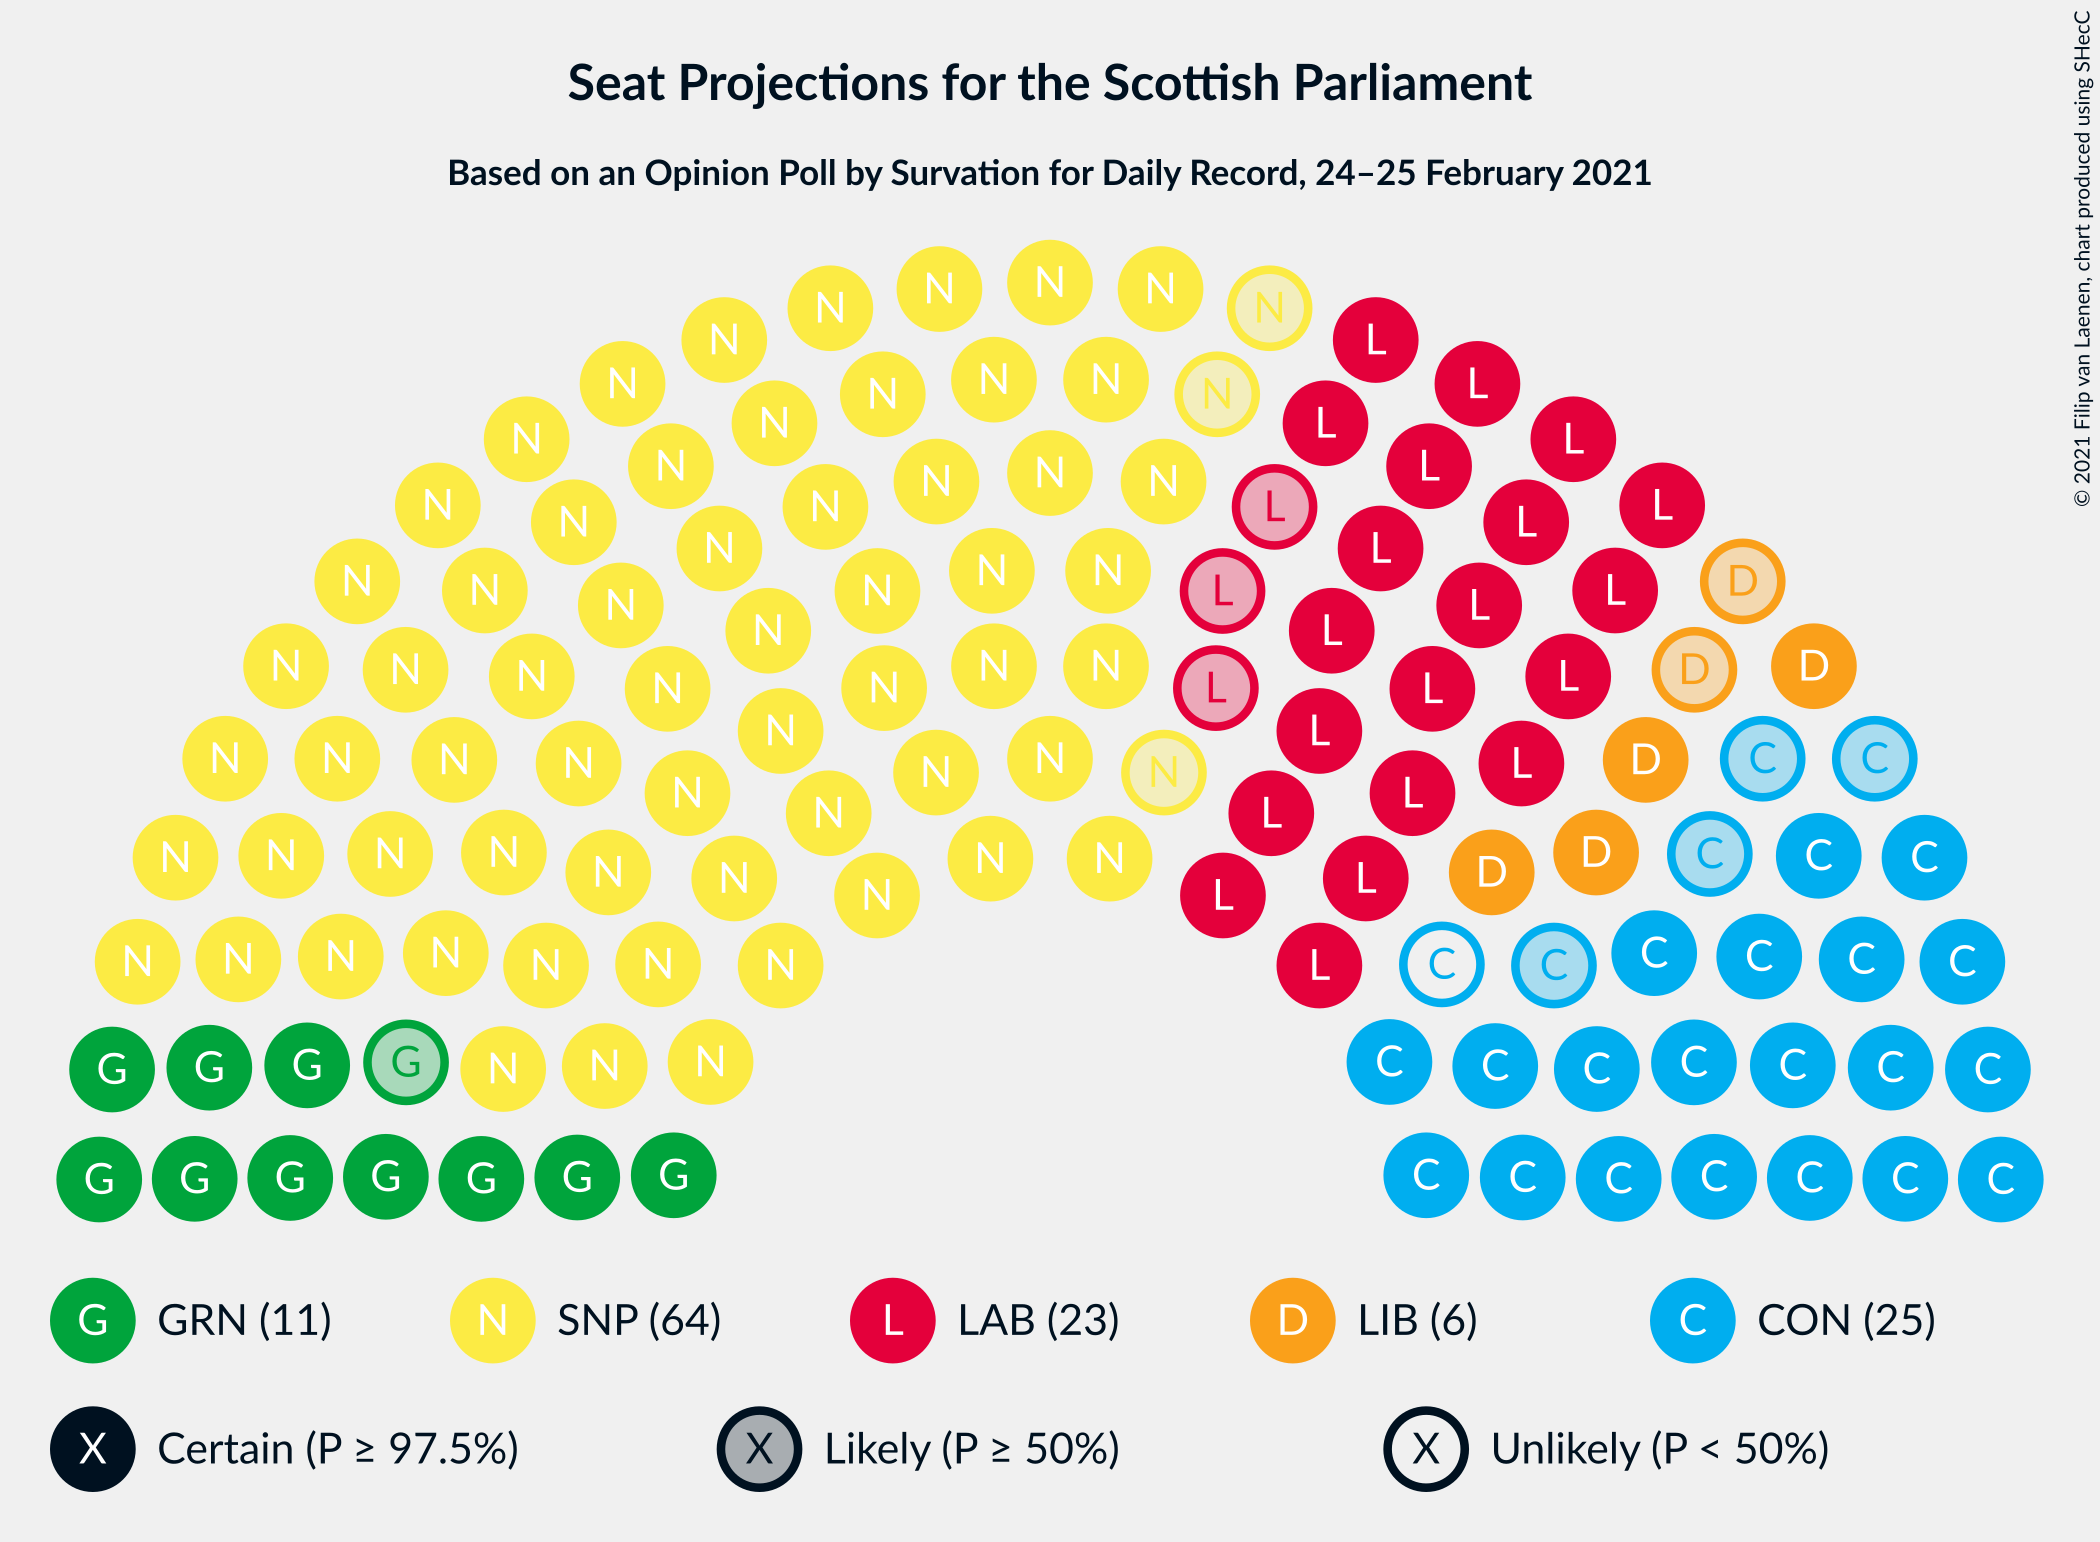 Seat Projections for the Scottish Parliament
Based on an Opinion Poll by Survation for Daily Record, 24–25 February 2021
© 2021 Filip van Laenen, chart produced using SHecC
N N N N N
N L
N N N N L
N N L
N N L
N N N N L
N N L L
N N L L
N N N L L
N N N N D
N N L L
N N L L
N N N N D D
N N L L
N N N N L D C C
N N L
N N L
N N N N L D C C C
N N D
N N N L
N N L
N N N N C C C C
N N N L C C
G G G G N N N C C C C C C C
G G G G G G G C C C C C C C
G GRN (11) N SNP (64) L LAB (23) D LIB (6) C CON (25)
X Certain (P ≥ 97.5%) X Likely (P ≥ 50%) X Unlikely (P < 50%)